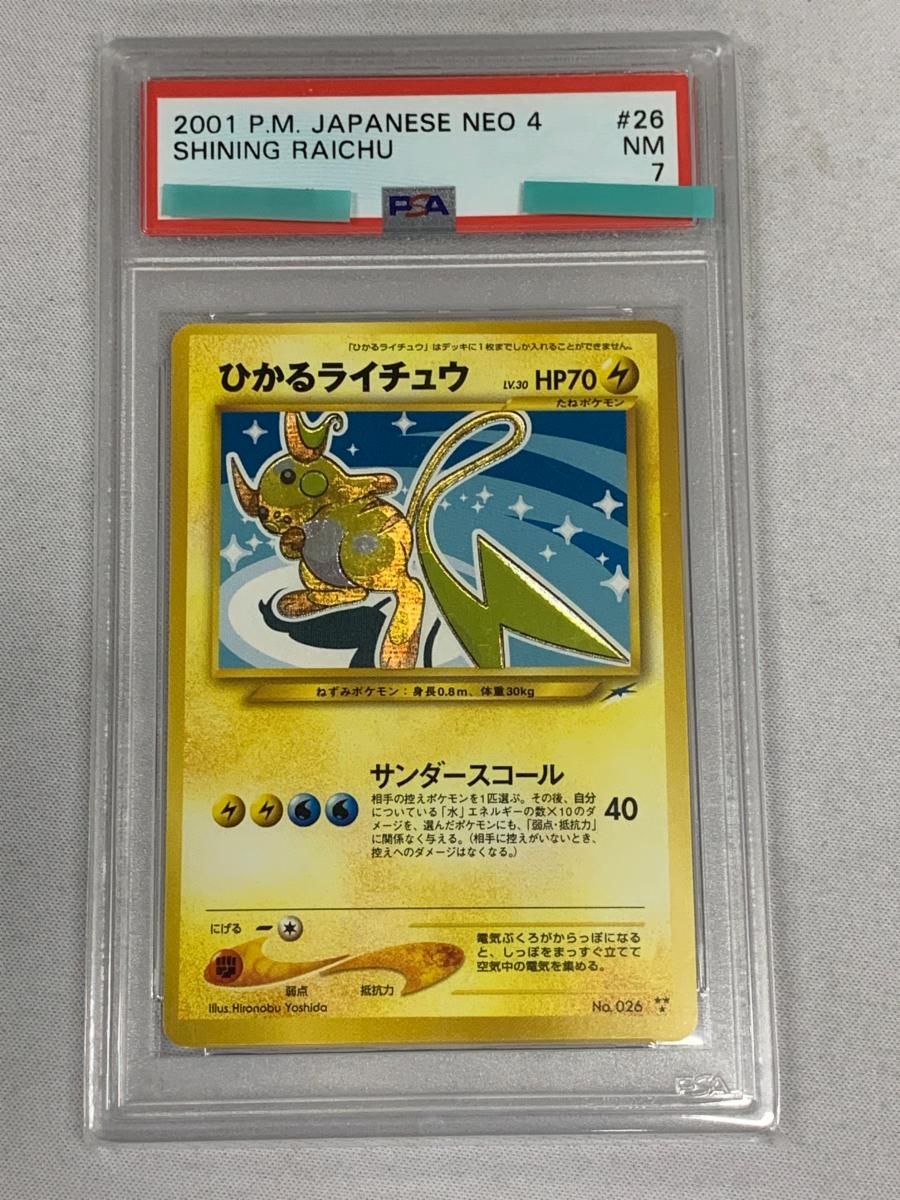 2001 P.M. JAPANESE NEO 4 #26
SHINING RAICHU NM
7
PSA
「ひかるライチュウ」はデッキに1枚までしか入れることができません。
ひかるライチュウ LV.30 HP70
たねポケモン
ねずみポケモン:身長0.8m、体重30kg
サンダースコール
相手の控えポケモンを1匹選ぶ。その後、自分
についている「水」エネルギーの数×10のダ
メージを、選んだポケモンにも、「弱点・抵抗力」
に関係なく与える。(相手に控えがいないとき、
控えへのダメージはなくなる。)
40
にげる
弱点 抵抗力
電気ぶくろがからっぽになる
と、しっぽをまっすぐ立てて
空気中の電気を集める。
Illus.Hironobu Yoshida No. 026
PSA